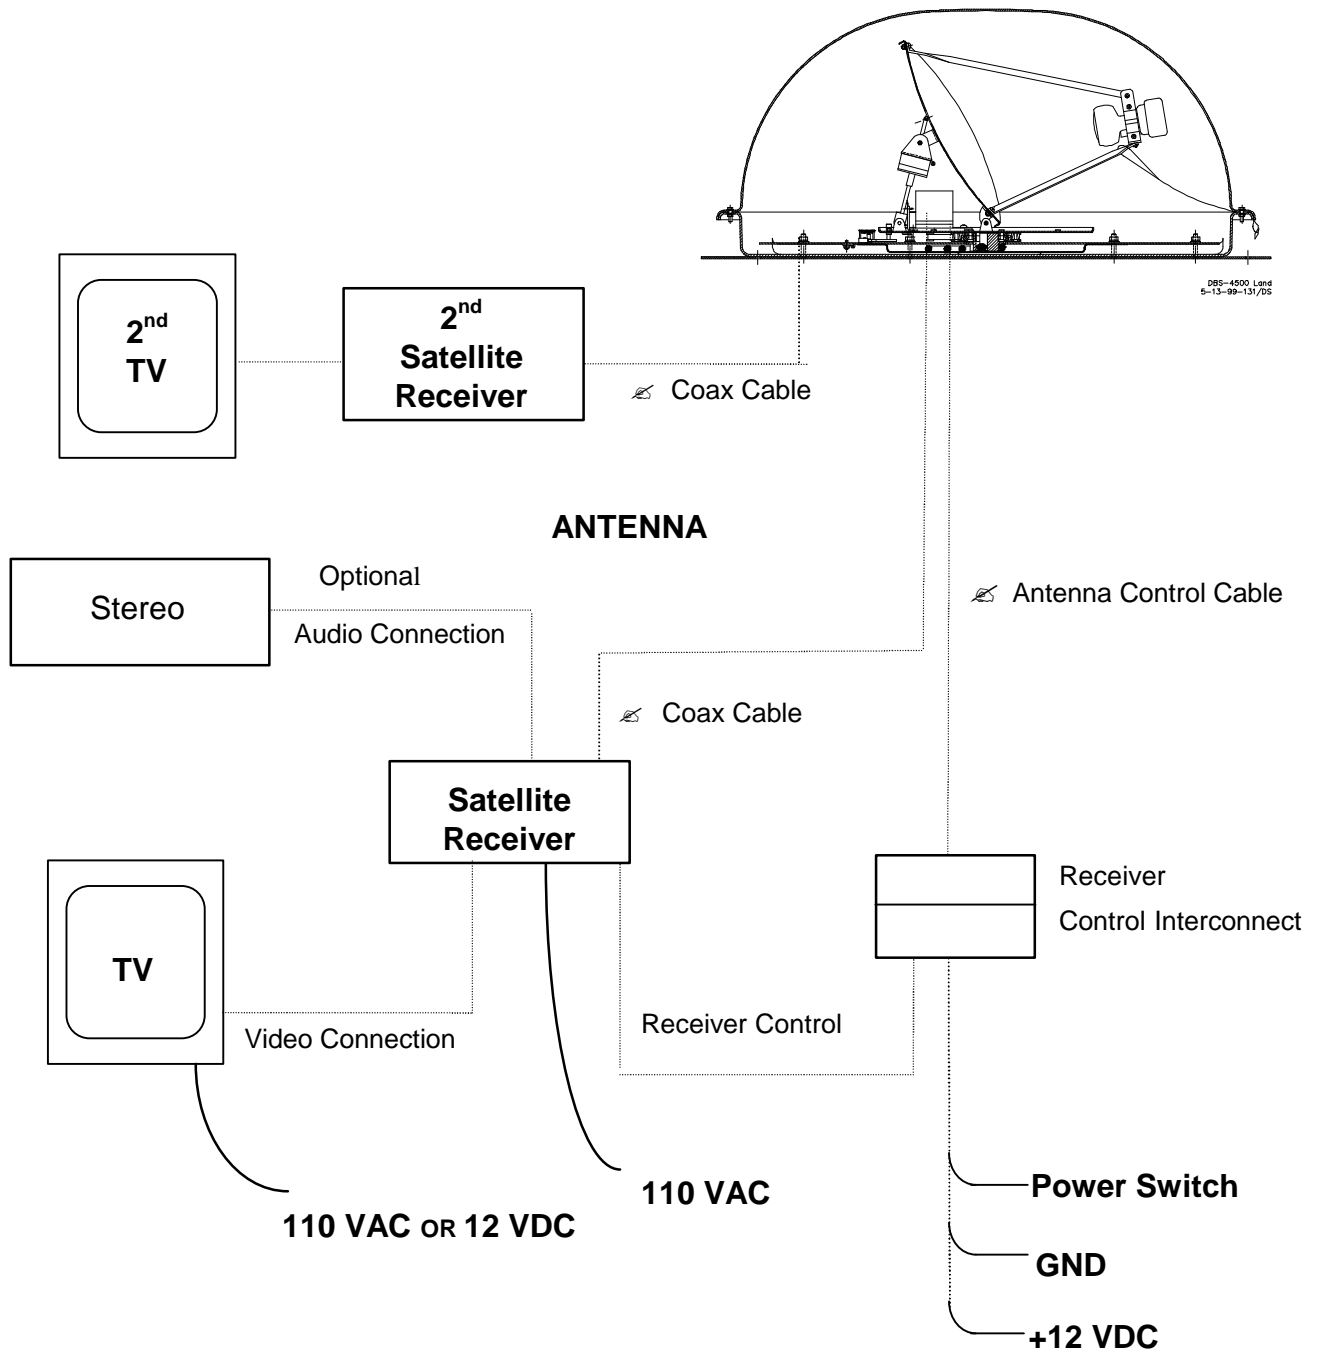 DBS-4500 Land
5-13-99-131/DS
2nd
TV
2nd
Satellite
Receiver
✍ Coax Cable
ANTENNA
Optional
Stereo
Audio Connection
✍ Antenna Control Cable
✍ Coax Cable
Satellite
Receiver
Receiver
Control Interconnect
TV
Receiver Control
Video Connection
110 VAC
Power Switch
110 VAC OR 12 VDC
GND
+12 VDC